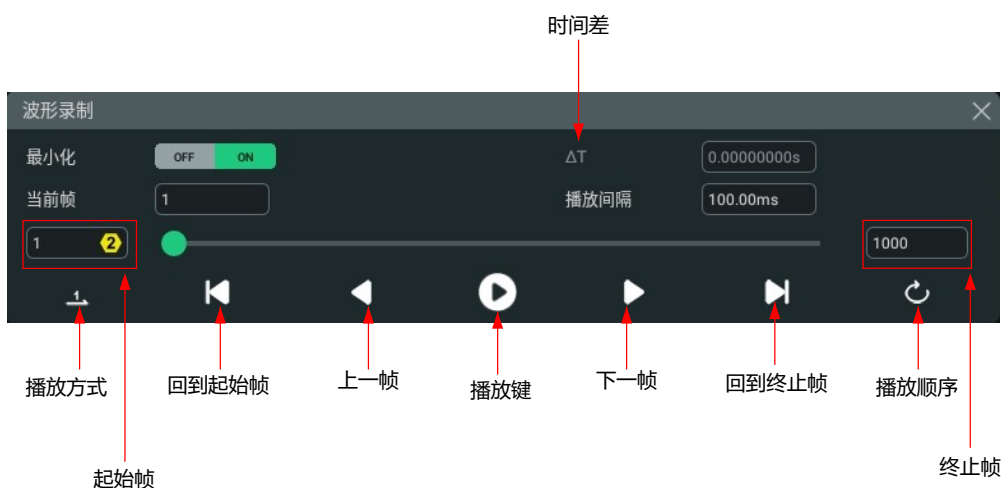 时间差
波形录制
最小化 OFF ON ΔT 0.00000000s
当前帧 1 播放间隔 100.00ms
1 2 1000
1
播放方式 回到起始帧 上一帧 播放键 下一帧 回到终止帧 播放顺序
起始帧 终止帧